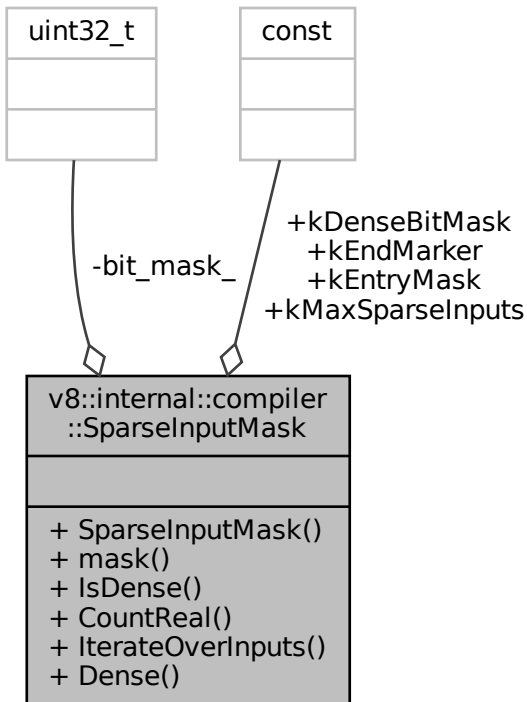 uint32_t
const
+kDenseBitMask
+kEndMarker
+kEntryMask
+kMaxSparseInputs
-bit_mask_
v8::internal::compiler
::SparseInputMask
+ SparseInputMask()
+ mask()
+ IsDense()
+ CountReal()
+ IterateOverInputs()
+ Dense()